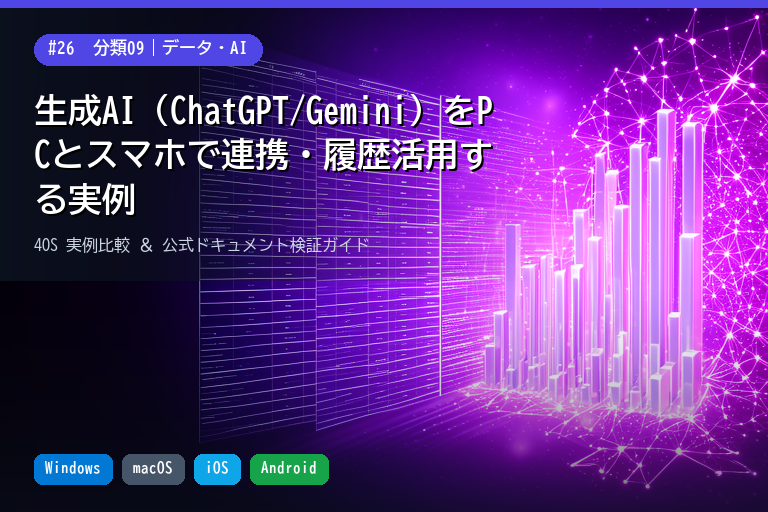 #26 分類09｜データ・AI
生成AI（ChatGPT/Gemini）をP
Cとスマホで連携・履歴活用す
る実例
4OS 実例比較 ＆ 公式ドキュメント検証ガイド
Windows macOS iOS Android